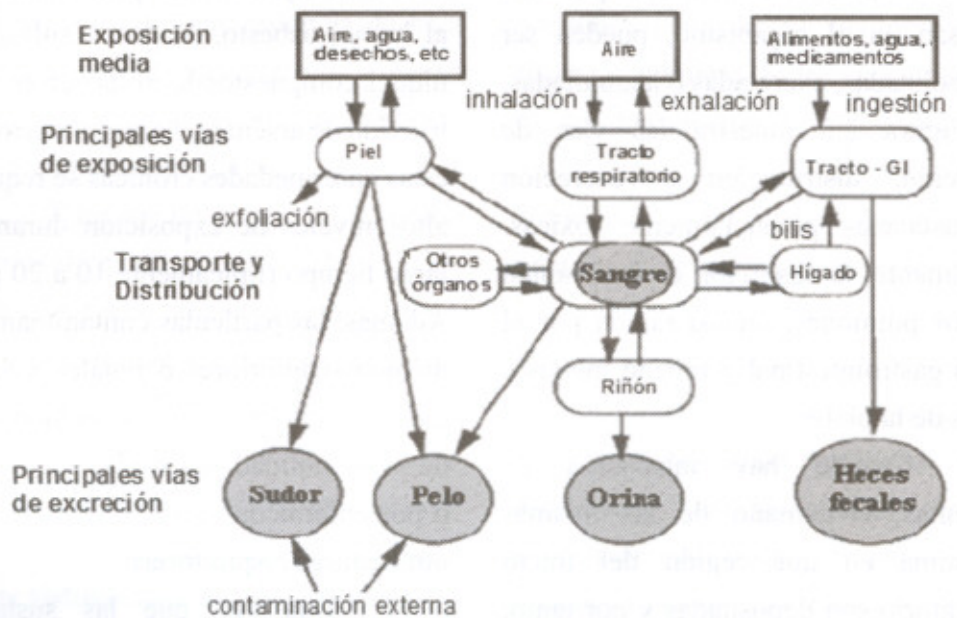 Exposición
media
Aire, agua,
desechos, etc
Aire
Alimentos, agua,
medicamentos
inhalación
exhalación
ingestión
Principales vías
de exposición
Piel
Tracto
respiratorio
Tracto - GI
exfoliación
bilis
Transporte y
Distribución
Otros
órganos
Sangre
Hígado
Riñón
Principales vías
de excreción
Sudor
Pelo
Orina
Heces
fecales
contaminación externa